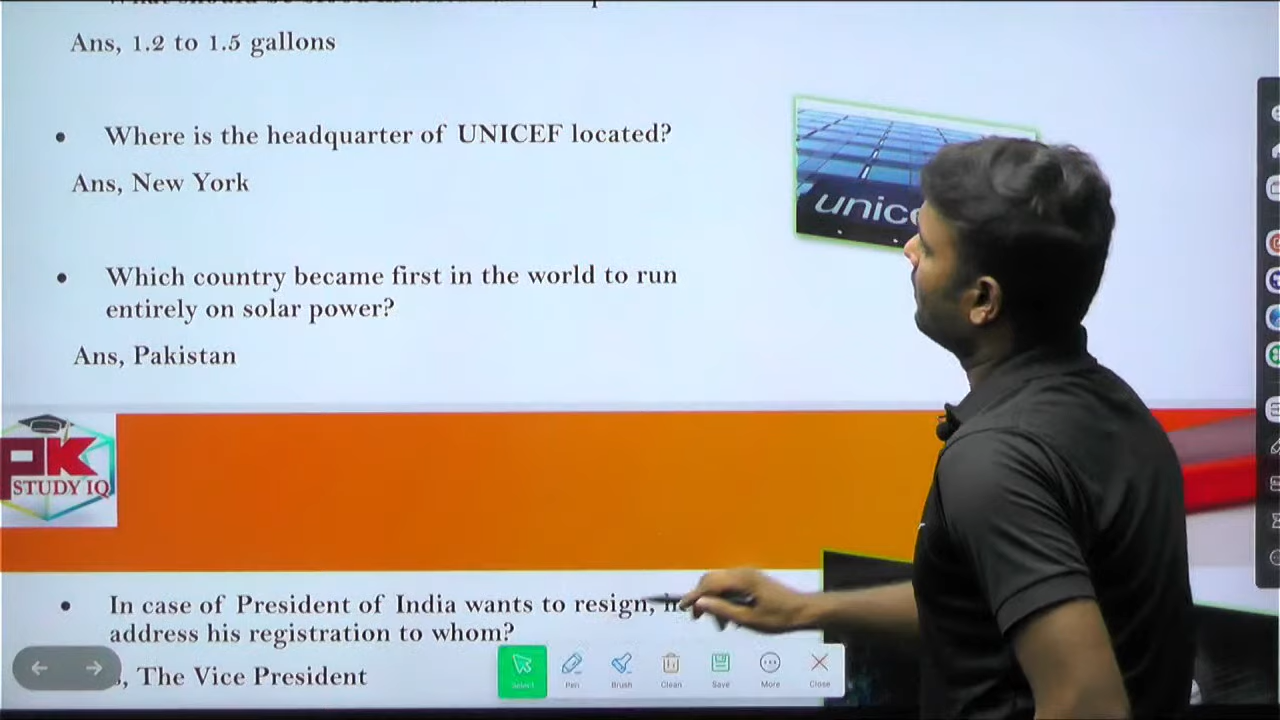 Ans, 1.2 to 1.5 gallons
• Where is the headquarter of UNICEF located?
Ans, New York
unic
• Which country became first in the world to run
entirely on solar power?
Ans, Pakistan
PK
STUDY IQ
• In case of President of India wants to resign,
address his registration to whom?
, The Vice President
Select Pen Brush Clean Save More Close